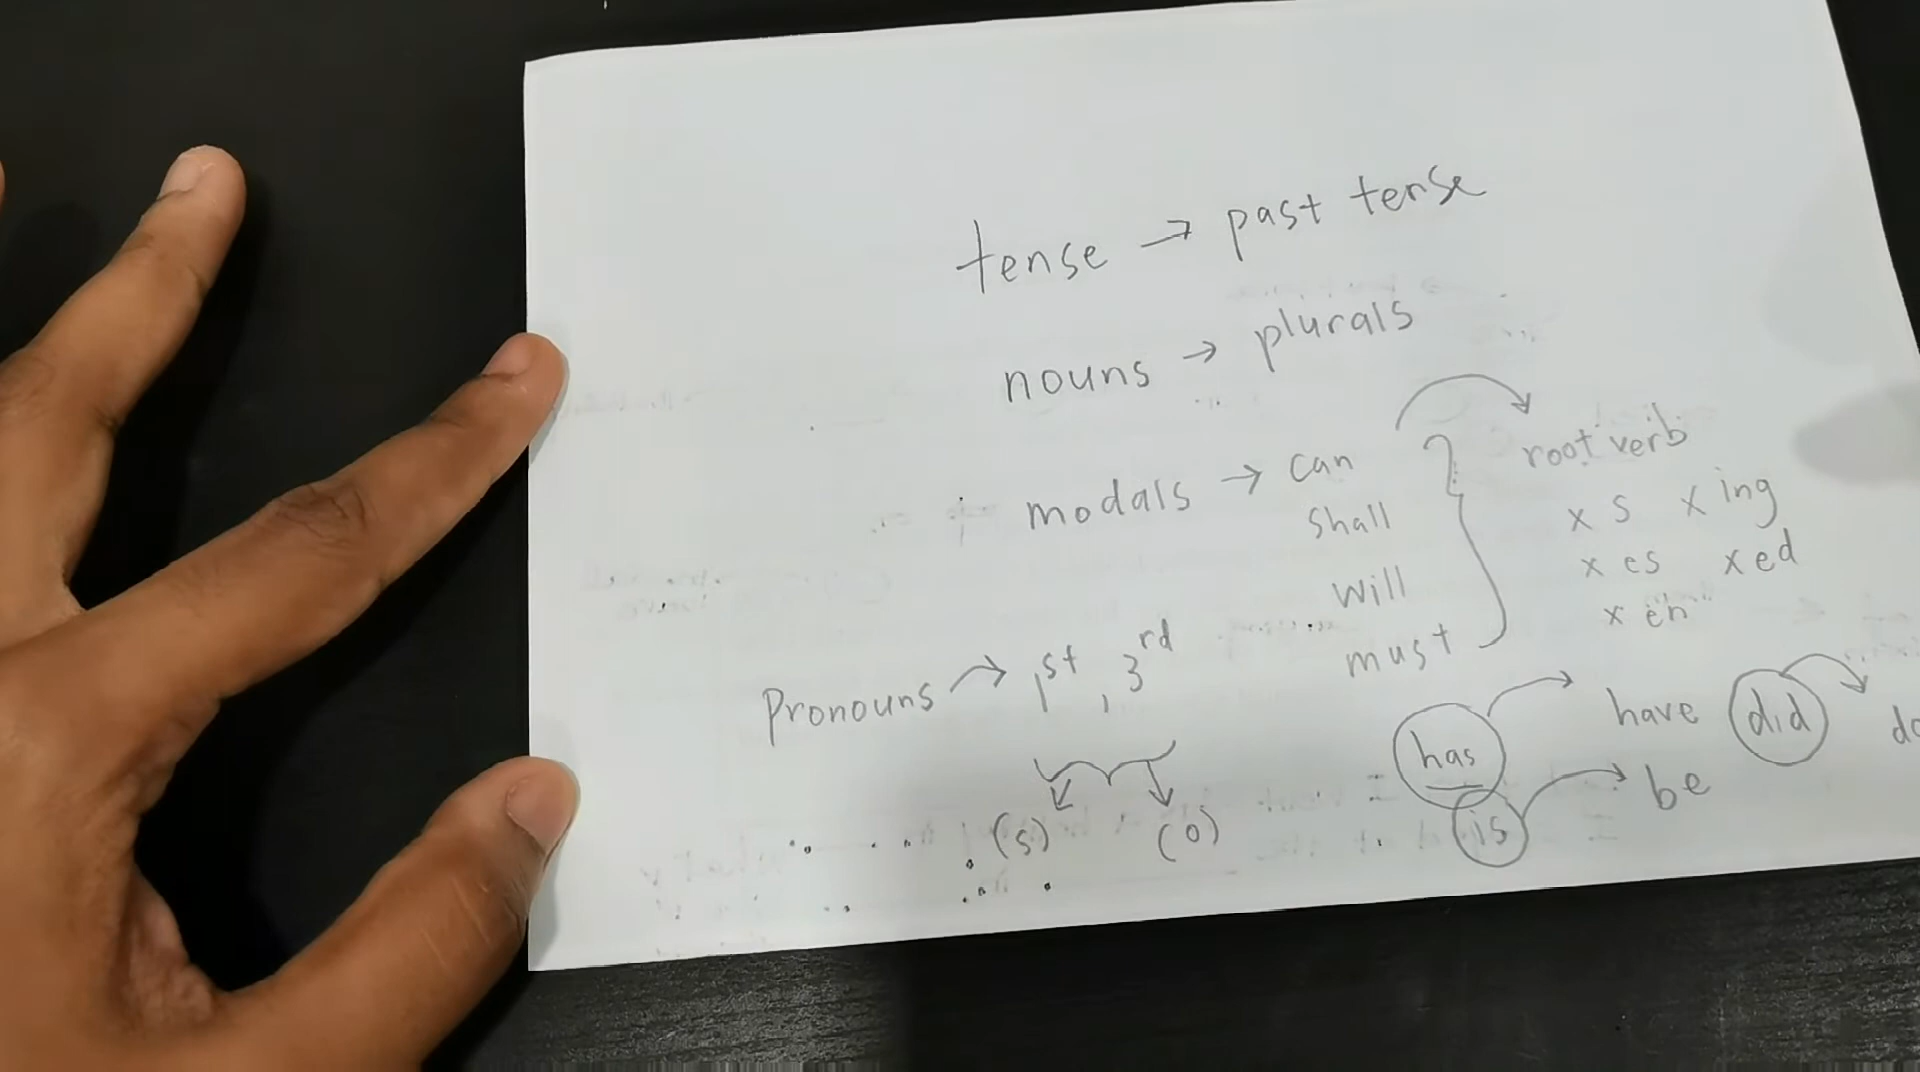 tense → past tense
nouns → plurals
modals → can
shall
will
must
root verb
x s x ing
x es x ed
x en
Pronouns → 1st, 3rd
(s) (o)
has → have
did →
is → be